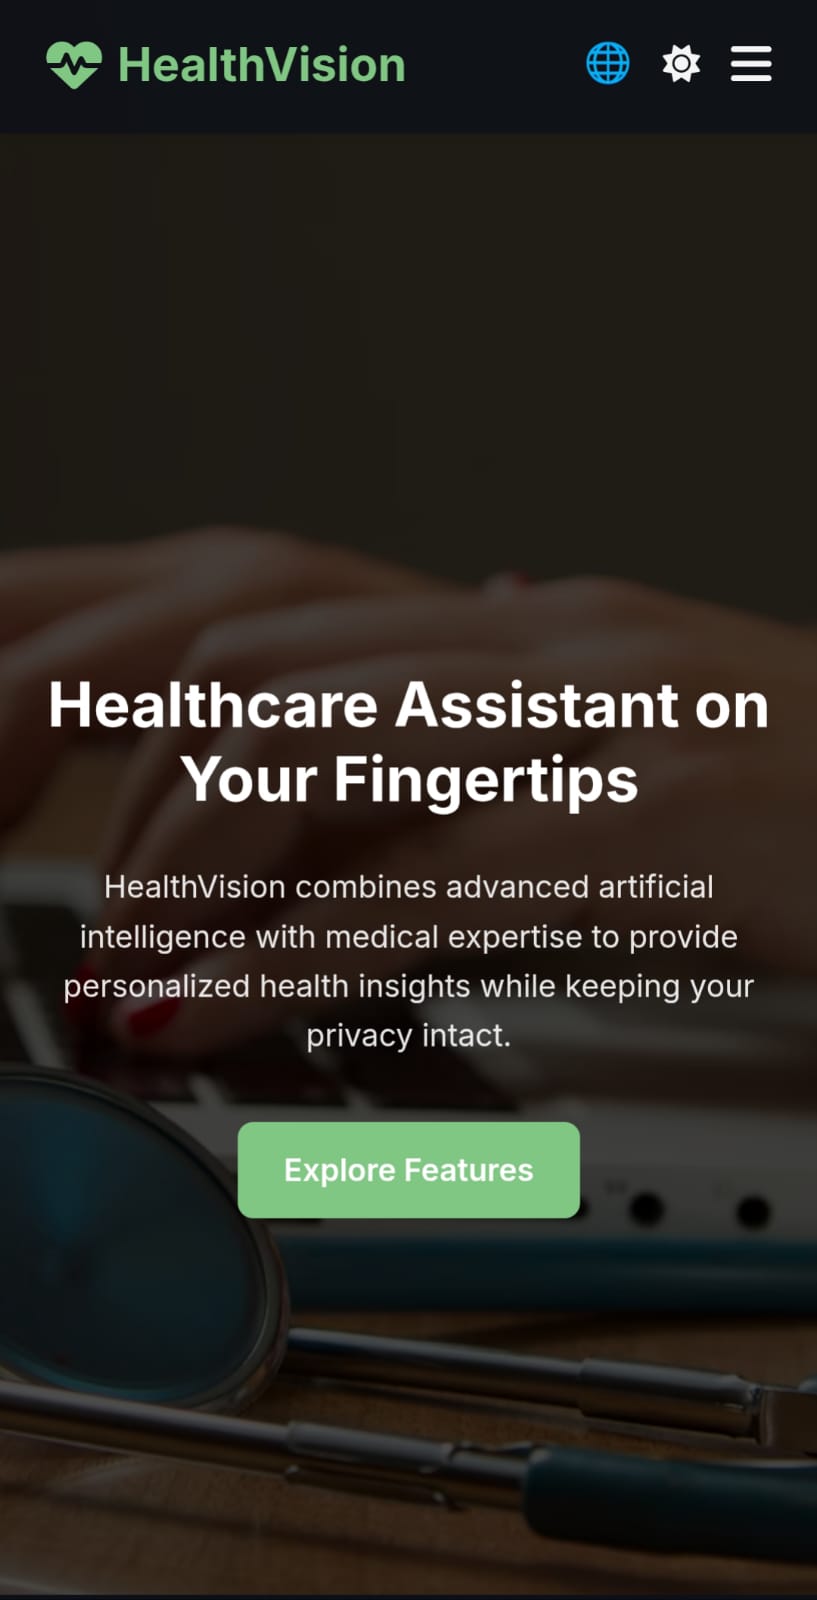 HealthVision
Healthcare Assistant on
Your Fingertips
HealthVision combines advanced artificial
intelligence with medical expertise to provide
personalized health insights while keeping your
privacy intact.
Explore Features